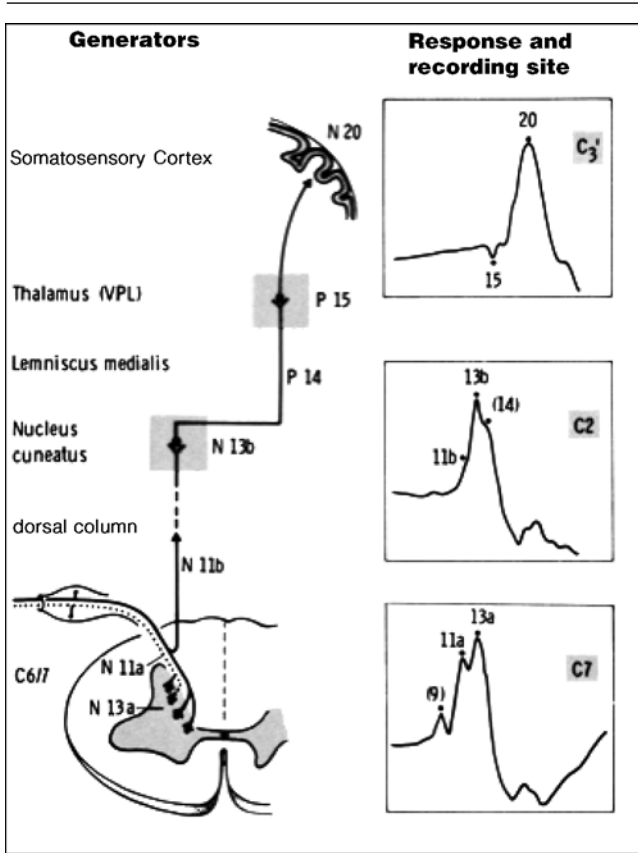 Generators
Response and
recording site
N 20
Somatosensory Cortex
Thalamus (VPL)
P 15
Lemniscus medialis
P 14
Nucleus
cuneatus
N 13b
dorsal column
N 11b
N 11a
C6/7
N 13a
20
C3'
15
13b
(14)
C2
11b
13a
11a
C7
(9)